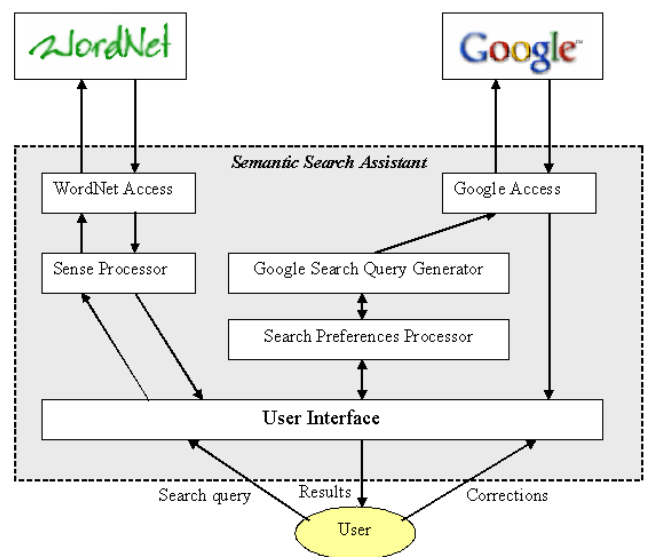 WordNet
Google™
Semantic Search Assistant
WordNet Access
Google Access
Sense Processor
Google Search Query Generator
Search Preferences Processor
User Interface
Search query
Results
Corrections
User